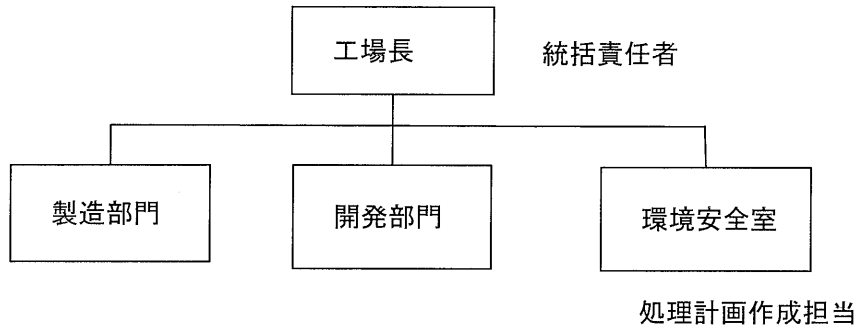 工場長
統括責任者
製造部門
開発部門
環境安全室
処理計画作成担当